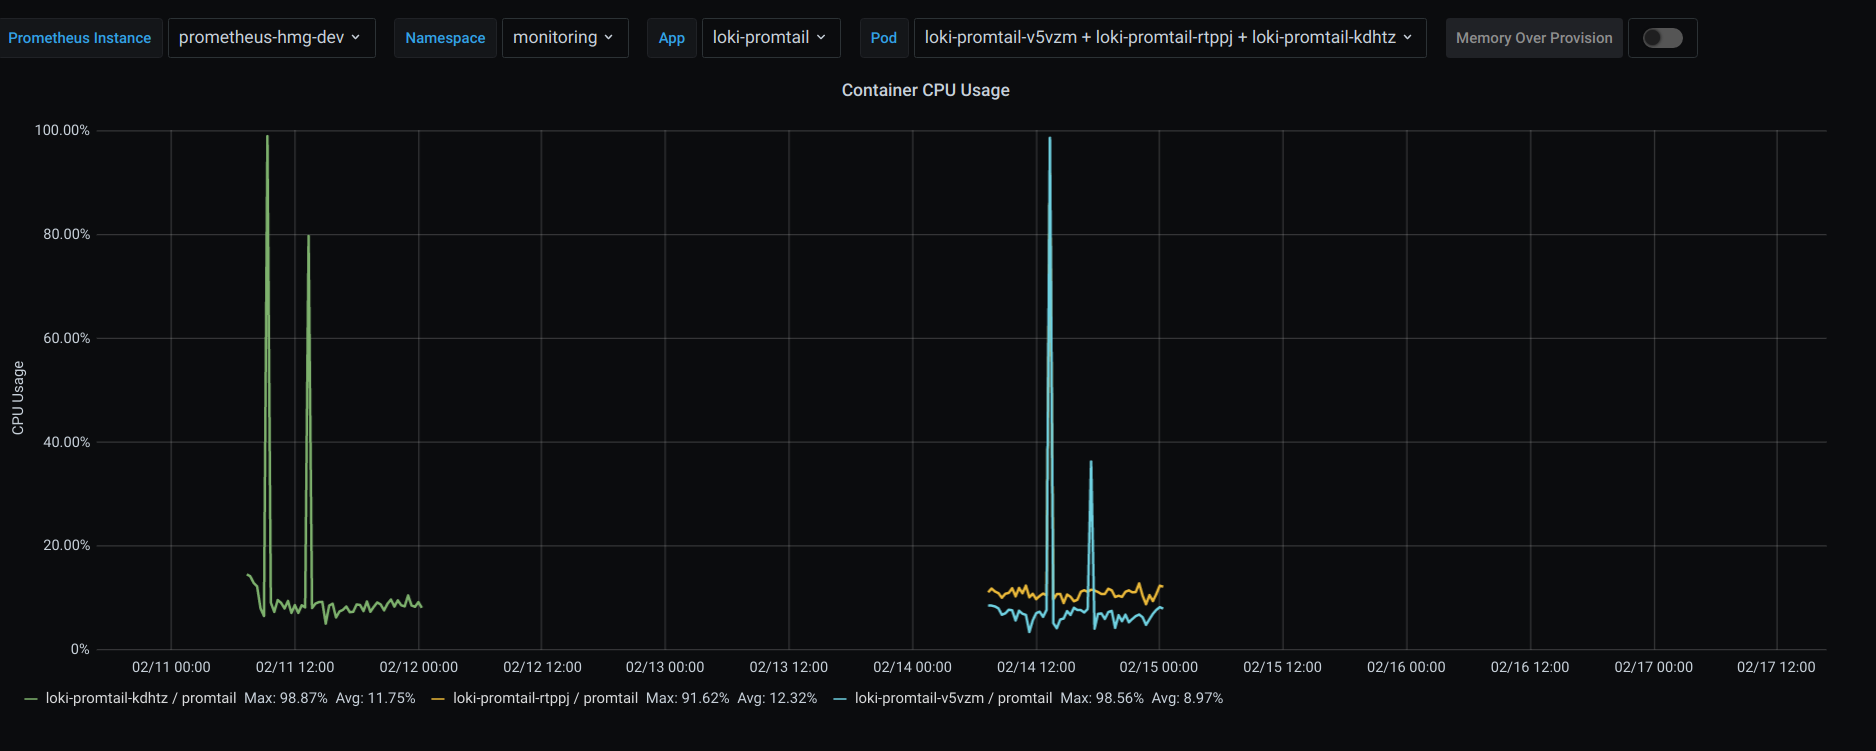 Prometheus Instance prometheus-hmg-dev Namespace monitoring App loki-promtail Pod loki-promtail-v5vzm + loki-promtail-rtppj + loki-promtail-kdhtz Memory Over Provision
Container CPU Usage
100.00%
80.00%
60.00%
40.00%
20.00%
0%
CPU Usage
02/11 00:00 02/11 12:00 02/12 00:00 02/12 12:00 02/13 00:00 02/13 12:00 02/14 00:00 02/14 12:00 02/15 00:00 02/15 12:00 02/16 00:00 02/16 12:00 02/17 00:00 02/17 12:00
loki-promtail-kdhtz / promtail Max: 98.87% Avg: 11.75% loki-promtail-rtppj / promtail Max: 91.62% Avg: 12.32% loki-promtail-v5vzm / promtail Max: 98.56% Avg: 8.97%